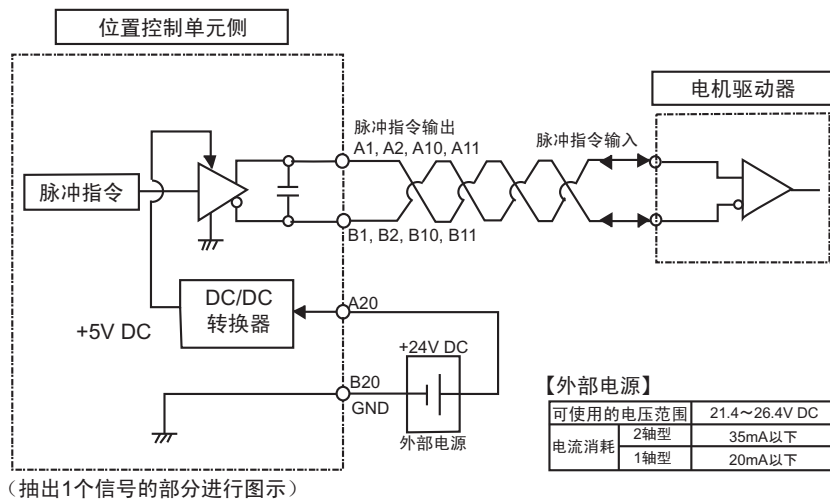 位置控制单元侧
电机驱动器
脉冲指令输出
A1, A2, A10, A11
脉冲指令输入
脉冲指令
B1, B2, B10, B11
DC/DC
转换器
A20
+5V DC
+24V DC
B20
GND
外部电源
【外部电源】
可使用的电压范围 21.4～26.4V DC
电流消耗 2轴型 35mA以下
1轴型 20mA以下
（抽出1个信号的部分进行图示）